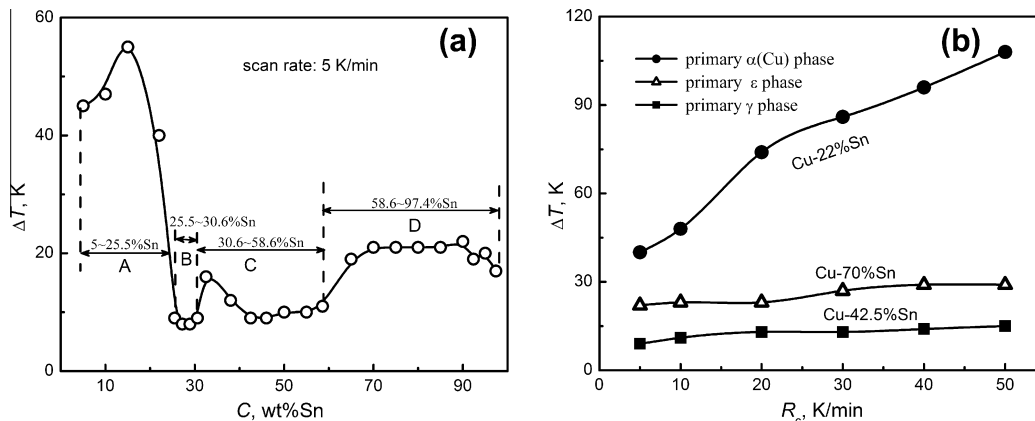 (a)
scan rate: 5 K/min
60
40
20
0
ΔT, K
5~25.5%Sn
A
25.5~30.6%Sn
B
30.6~58.6%Sn
C
58.6~97.4%Sn
D
10 30 50 70 90
C, wt%Sn
(b)
primary α(Cu) phase
primary ε phase
primary γ phase
120
90
60
30
0
ΔT, K
Cu-22%Sn
Cu-70%Sn
Cu-42.5%Sn
0 10 20 30 40 50
Rc, K/min